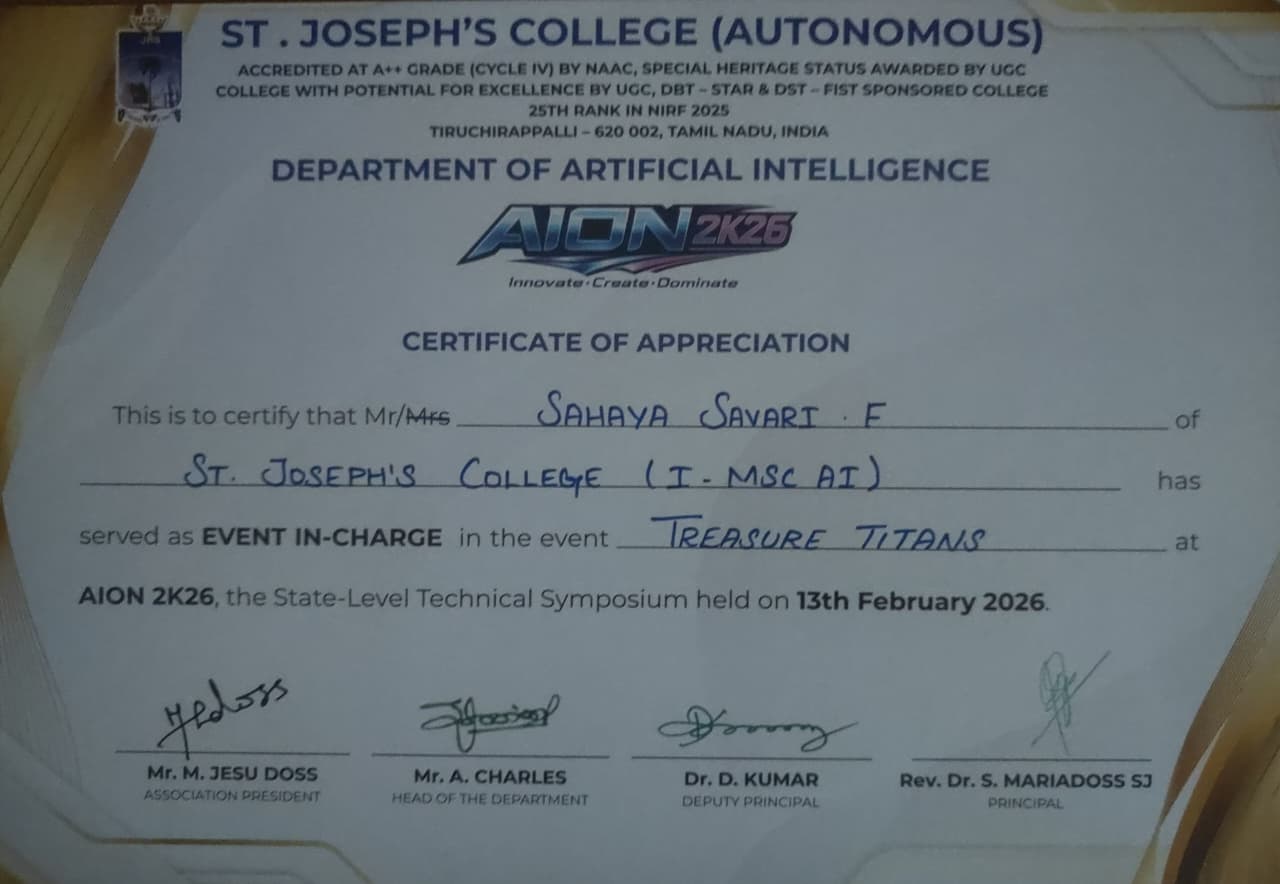 ST . JOSEPH'S COLLEGE (AUTONOMOUS)
ACCREDITED AT A++ GRADE (CYCLE IV) BY NAAC, SPECIAL HERITAGE STATUS AWARDED BY UGC
COLLEGE WITH POTENTIAL FOR EXCELLENCE BY UGC, DBT – STAR & DST – FIST SPONSORED COLLEGE
25TH RANK IN NIRF 2025
TIRUCHIRAPPALLI – 620 002, TAMIL NADU, INDIA
DEPARTMENT OF ARTIFICIAL INTELLIGENCE
AION 2K26
Innovate·Create·Dominate
CERTIFICATE OF APPRECIATION
This is to certify that Mr/Mrs SAHAYA SAVARI . F of
ST. JOSEPH'S COLLEGE (I - MSC AI) has
served as EVENT IN-CHARGE in the event TREASURE TITANS at
AION 2K26, the State-Level Technical Symposium held on 13th February 2026.
Mr. M. JESU DOSS Mr. A. CHARLES Dr. D. KUMAR Rev. Dr. S. MARIADOSS SJ
ASSOCIATION PRESIDENT HEAD OF THE DEPARTMENT DEPUTY PRINCIPAL PRINCIPAL